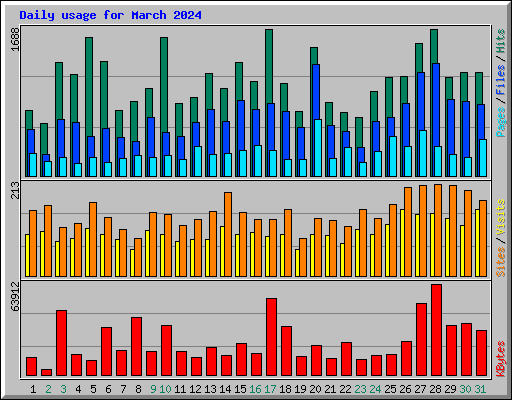 Daily usage for March 2024
1688
Pages / Files / Hits
213
Sites / Visits
63912
KBytes
1 2 3 4 5 6 7 8 9 10 11 12 13 14 15 16 17 18 19 20 21 22 23 24 25 26 27 28 29 30 31